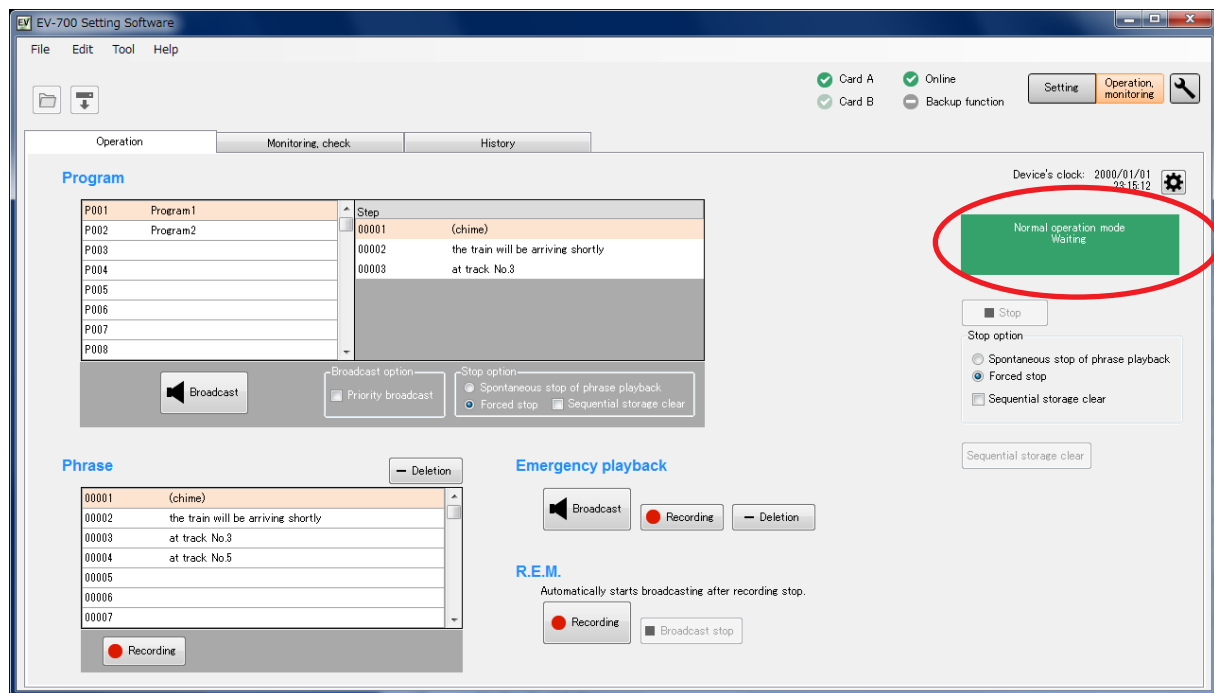 EV EV-700 Setting Software
File Edit Tool Help
Card A Online
Card B Backup function
Setting
Operation,
monitoring
Operation Monitoring, check History
Program
Device's clock: 2000/01/01
23:15:12
P001 Program1
P002 Program2
P003
P004
P005
P006
P007
P008
Step
00001 (chime)
00002 the train will be arriving shortly
00003 at track No.3
Normal operation mode
Waiting
Stop
Stop option
Spontaneous stop of phrase playback
Forced stop
Sequential storage clear
Sequential storage clear
Broadcast
Broadcast option
Priority broadcast
Stop option
Spontaneous stop of phrase playback
Forced stop Sequential storage clear
Phrase
Deletion
00001 (chime)
00002 the train will be arriving shortly
00003 at track No.3
00004 at track No.5
00005
00006
00007
Recording
Emergency playback
Broadcast Recording Deletion
R.E.M.
Automatically starts broadcasting after recording stop.
Recording Broadcast stop